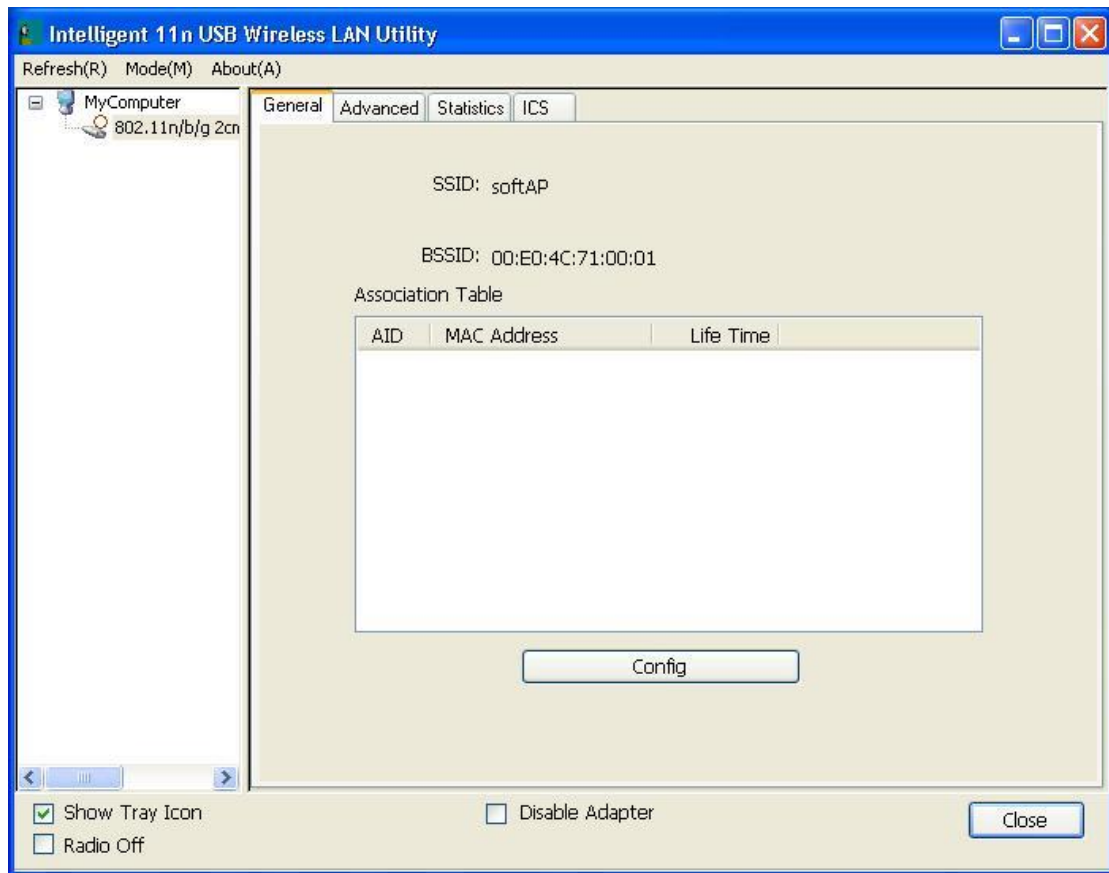 Intelligent 11n USB Wireless LAN Utility
Refresh(R) Mode(M) About(A)
MyComputer
802.11n/b/g 2cn
General Advanced Statistics ICS
SSID: softAP
BSSID: 00:E0:4C:71:00:01
Association Table
AID MAC Address Life Time
Config
Show Tray Icon
Disable Adapter
Close
Radio Off